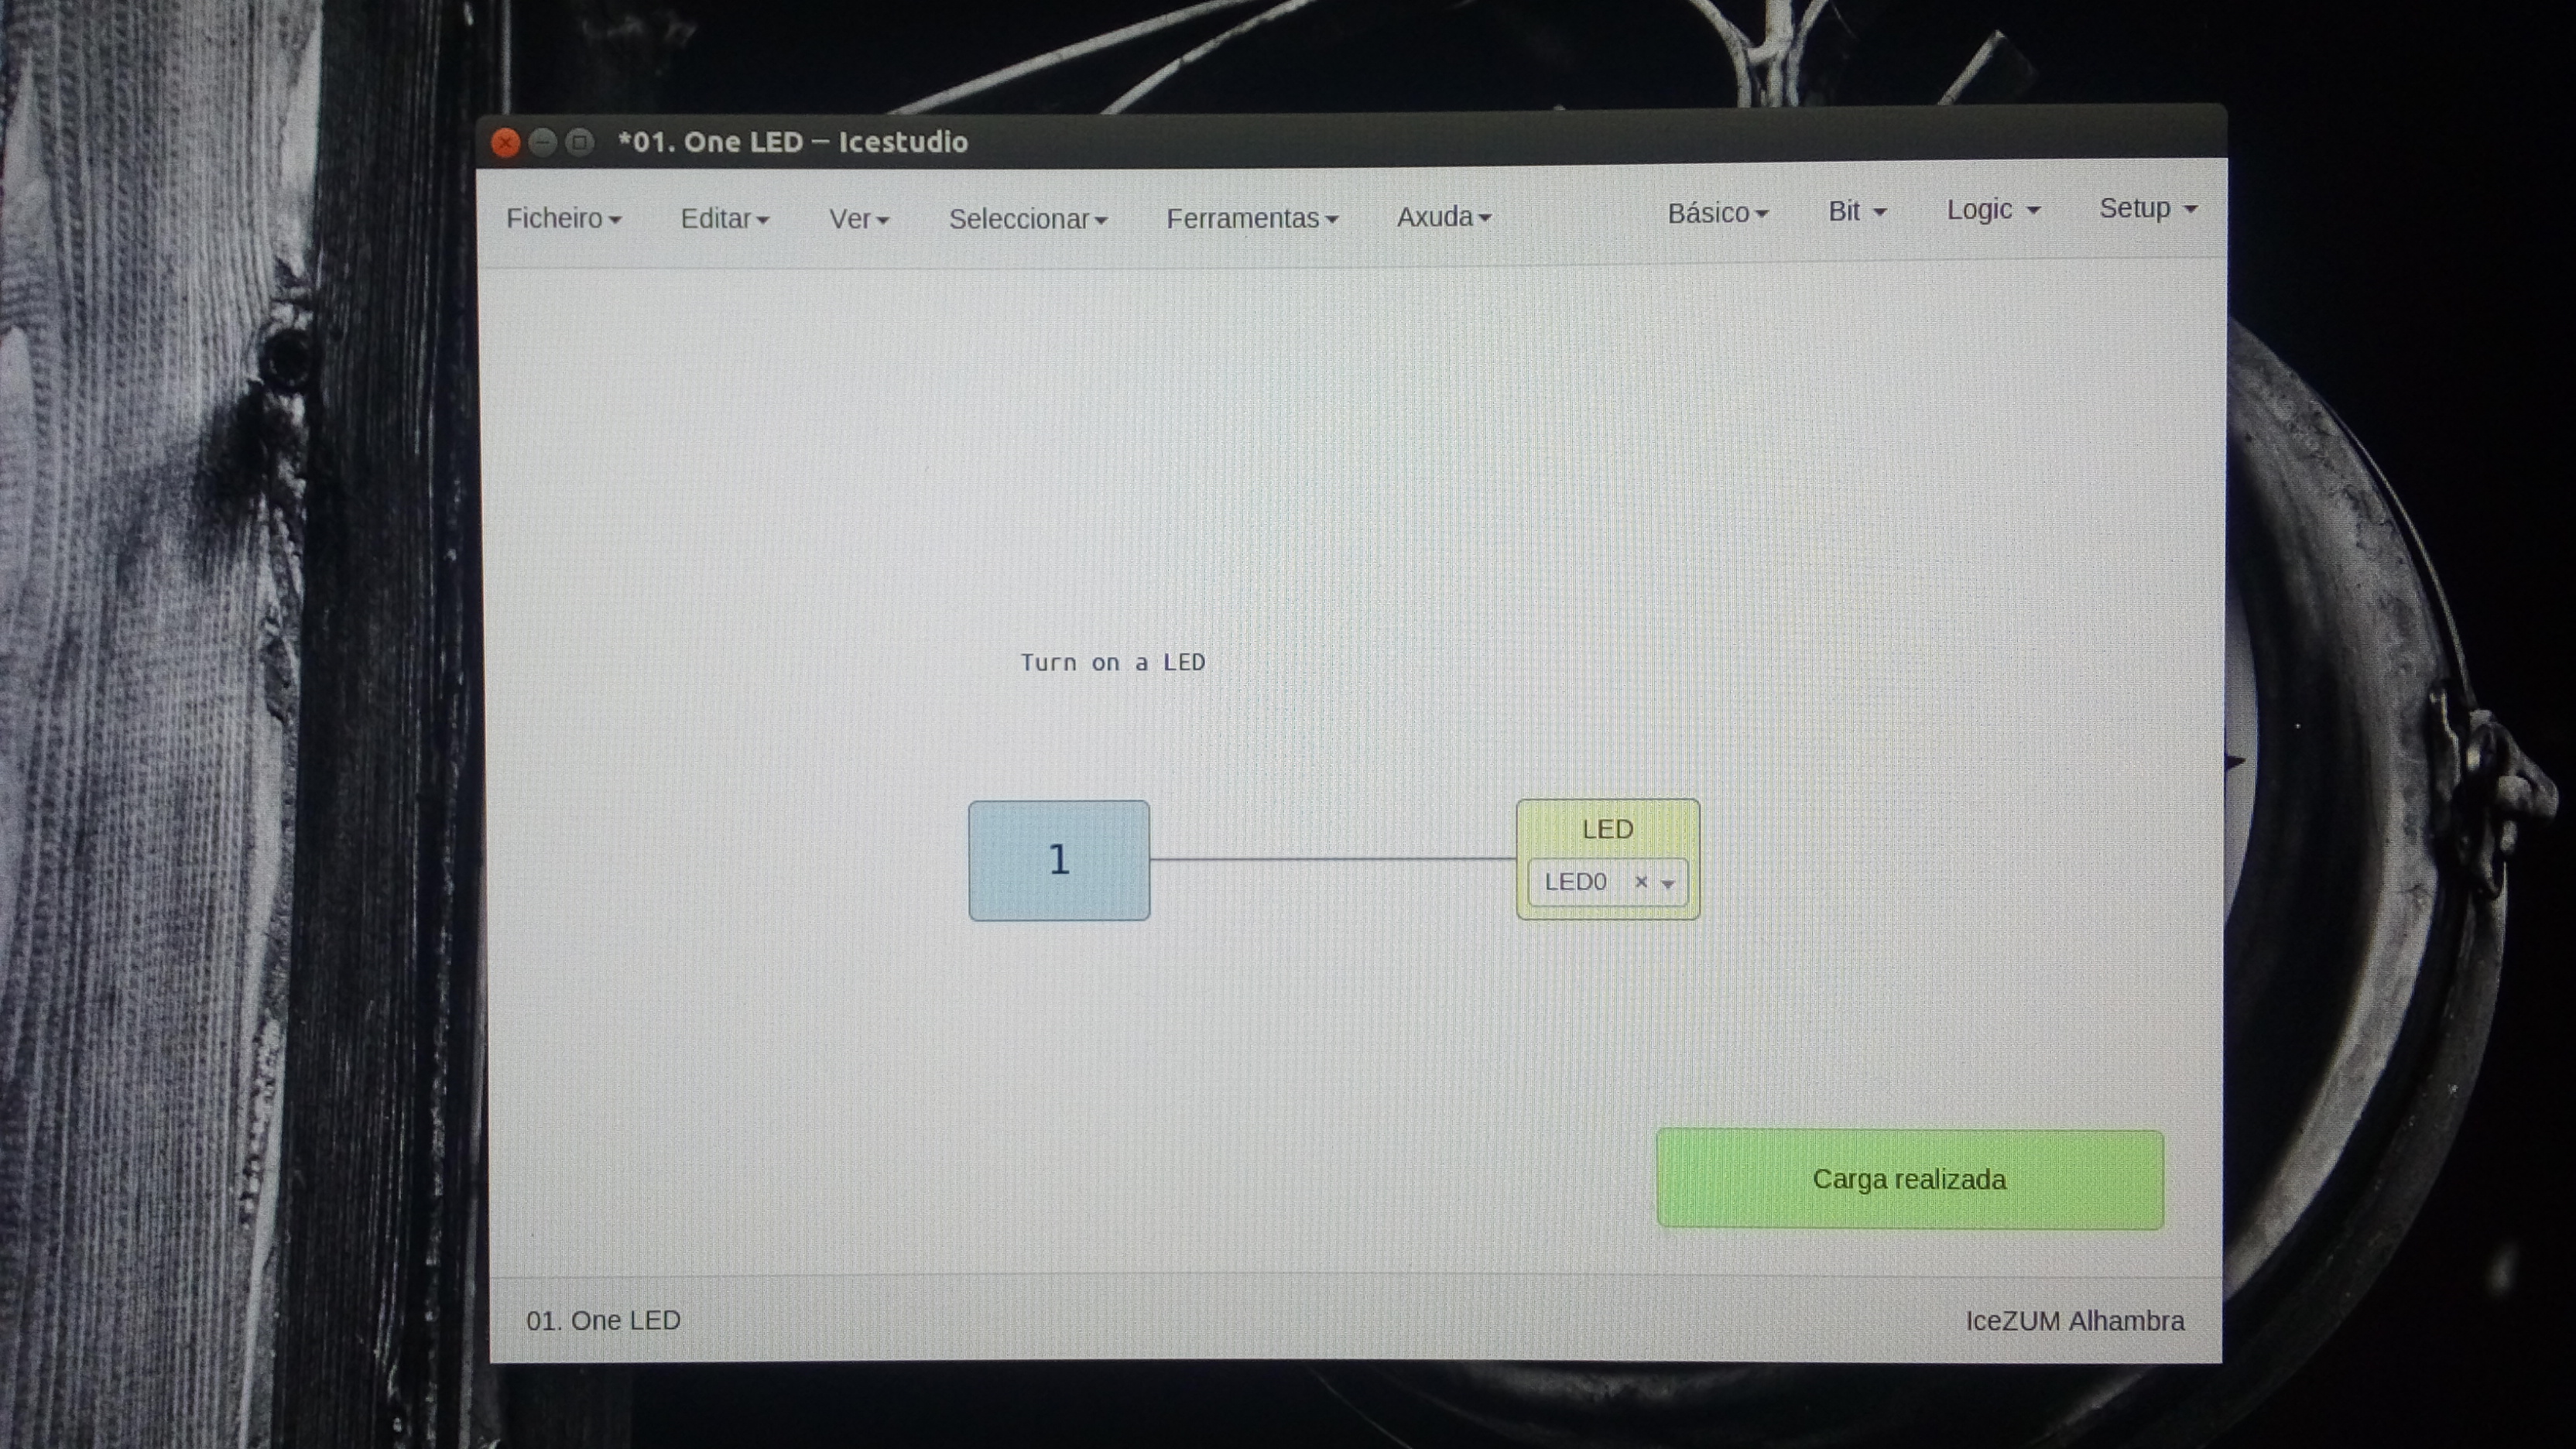 *01. One LED – Icestudio
Ficheiro Editar Ver Seleccionar Ferramentas Axuda Básico Bit Logic Setup
Turn on a LED
1
LED
LED0 ×
Carga realizada
01. One LED IceZUM Alhambra